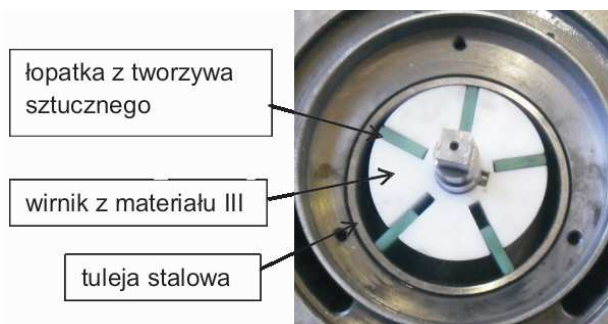 łopatka z tworzywa
sztucznego
wirnik z materiału III
tuleja stalowa